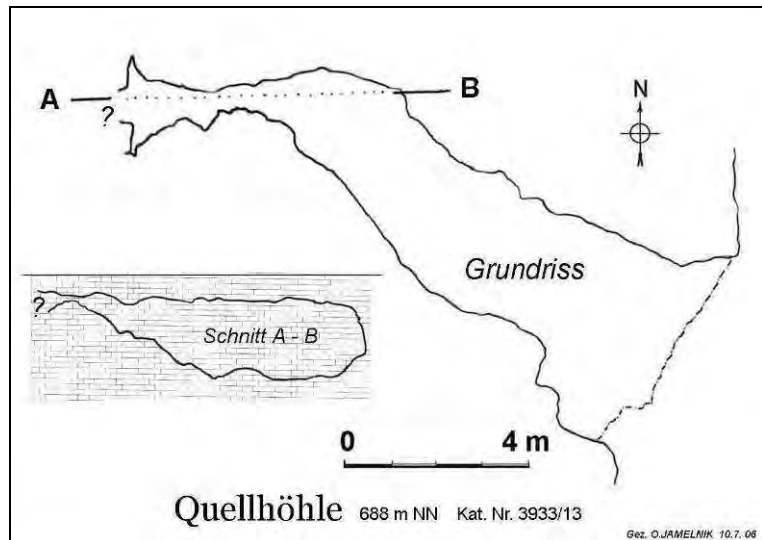 A
B
?
N
Grundriss
?
Schnitt A - B
0 4 m
Quellhöhle 688 m NN Kat. Nr. 3933/13
Gez. O.JAMELNIK 10.7. 06